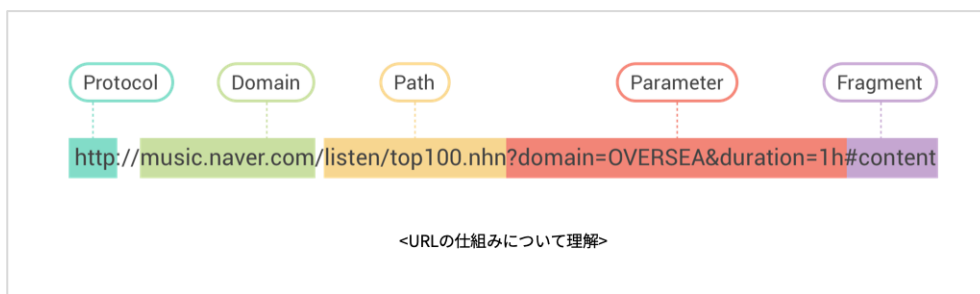 Protocol Domain Path Parameter Fragment
http://music.naver.com/listen/top100.nhn?domain=OVERSEA&duration=1h#content
<URLの仕組みについて理解>